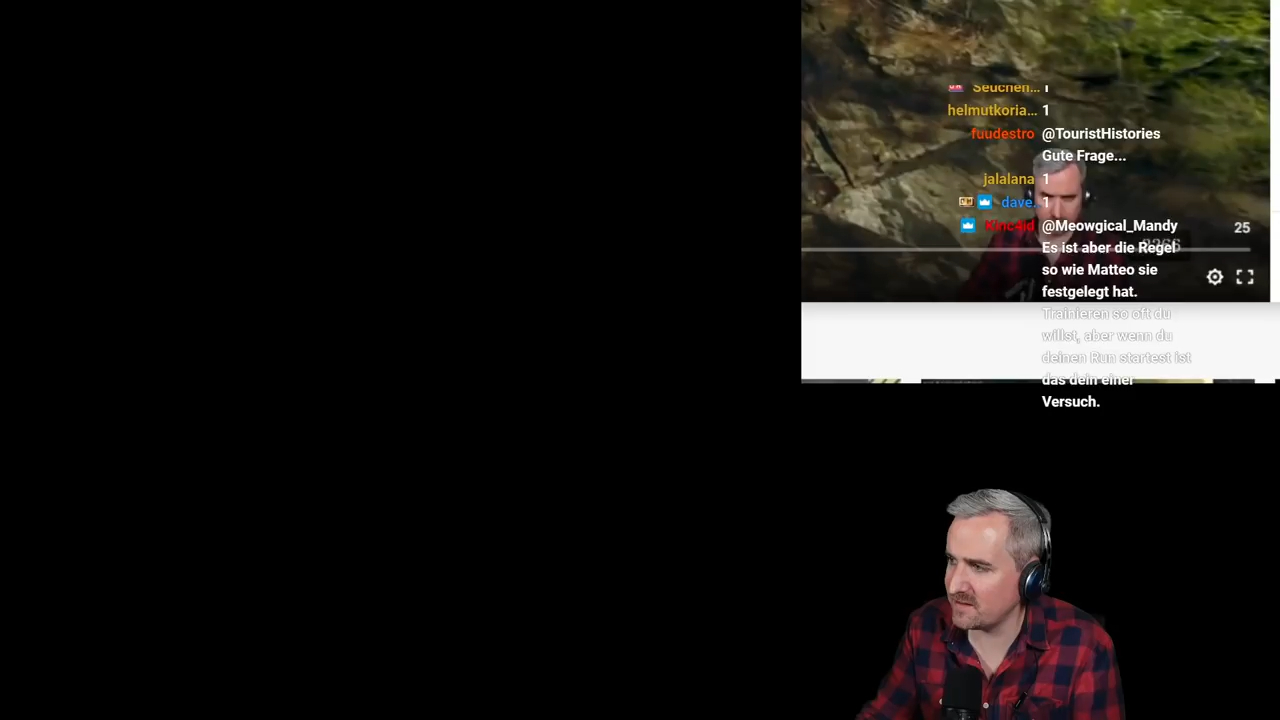 Seuchen… 1
helmutkoria… 1
fuudestro @TouristHistories
Gute Frage...
jalalana 1
dave. 1
@Meowgical_Mandy
25
Es ist aber die Regel
so wie Matteo sie
festgelegt hat.
Trainieren so oft du
willst, aber wenn du
deinen Run startest ist
das dein einer
Versuch.